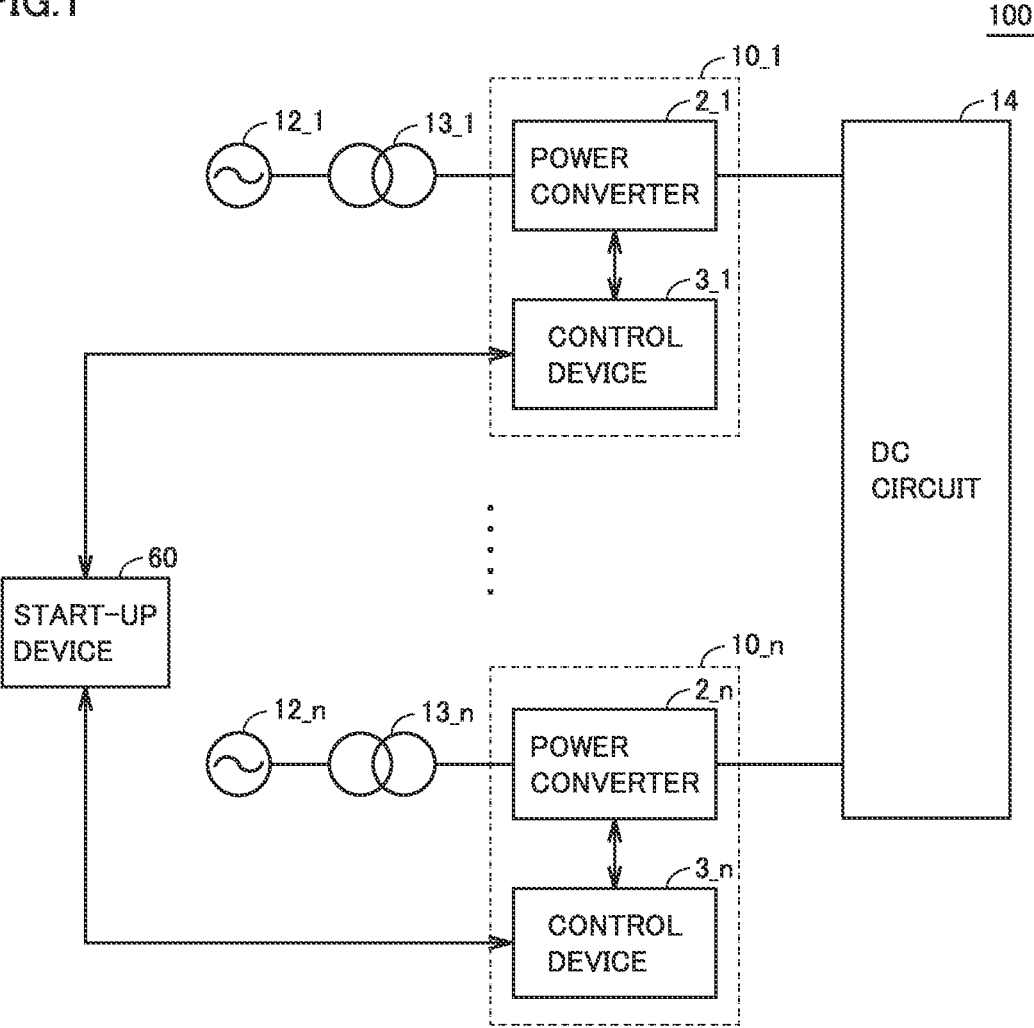 FIG.1
100
10_1
2_1
14
12_1
13_1
POWER
CONVERTER
3_1
CONTROL
DEVICE
DC
CIRCUIT
60
START-UP
DEVICE
10_n
2_n
12_n
13_n
POWER
CONVERTER
3_n
CONTROL
DEVICE